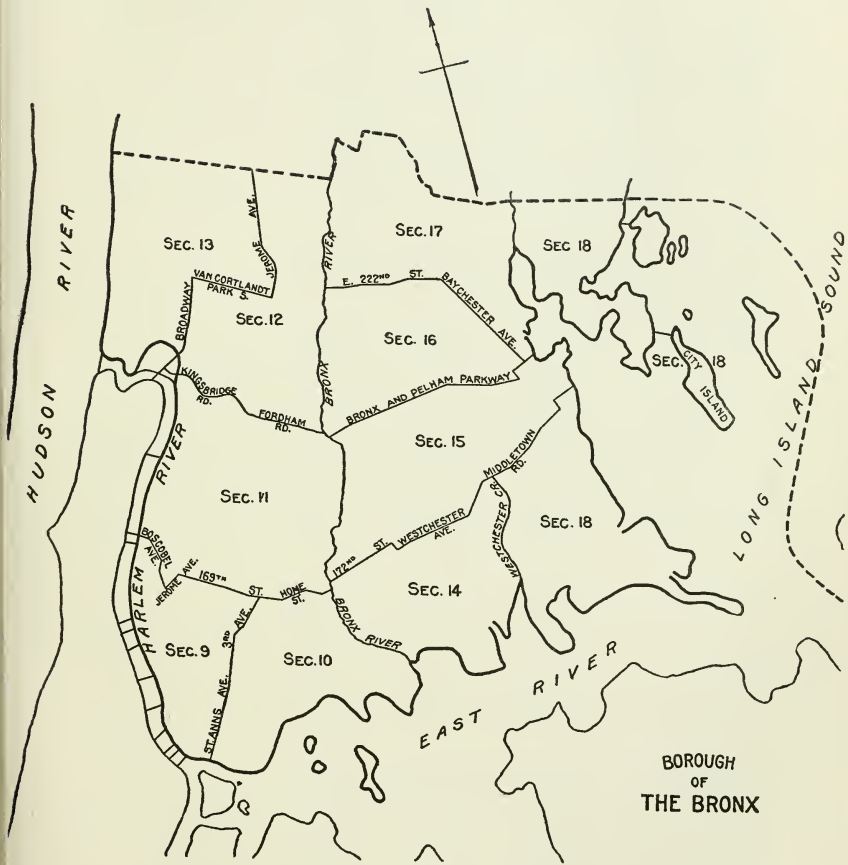 HUDSON RIVER
SEC. 13
JEROME AVE.
VAN CORTLANDT
PARK S.
BROADWAY
SEC. 12
BRONX RIVER
SEC. 17
E. 222ND ST.
BAYCHESTER AVE.
SEC. 16
BRONX AND PELHAM PARKWAY
SEC 18
SEC. 18
CITY
ISLAND
LONG ISLAND SOUND
KINGSBRIDGE
RD.
FORDHAM
RD.
HARLEM RIVER
SEC. 11
SEC. 15
MIDDLETOWN
RD.
WESTCHESTER
AVE.
172ND ST.
WESTCHESTER CR.
SEC. 18
BOSCOBEL
AVE.
JEROME AVE.
169TH ST.
HOME
ST.
SEC. 14
BRONX
RIVER
SEC. 9
3RD AVE.
ST. ANNS AVE.
SEC. 10
EAST RIVER
BOROUGH
OF
THE BRONX